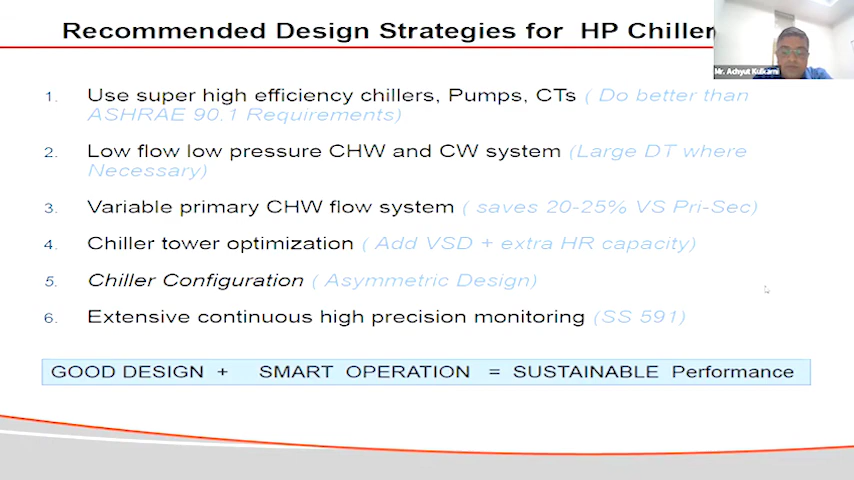 Recommended Design Strategies for HP Chiller
Mr. Achyut Kulkarni
1. Use super high efficiency chillers, Pumps, CTs ( Do better than
ASHRAE 90.1 Requirements)
2. Low flow low pressure CHW and CW system (Large DT where
Necessary)
3. Variable primary CHW flow system ( saves 20-25% VS Pri-Sec)
4. Chiller tower optimization ( Add VSD + extra HR capacity)
5. Chiller Configuration ( Asymmetric Design)
6. Extensive continuous high precision monitoring (SS 591)
GOOD DESIGN + SMART OPERATION = SUSTAINABLE Performance